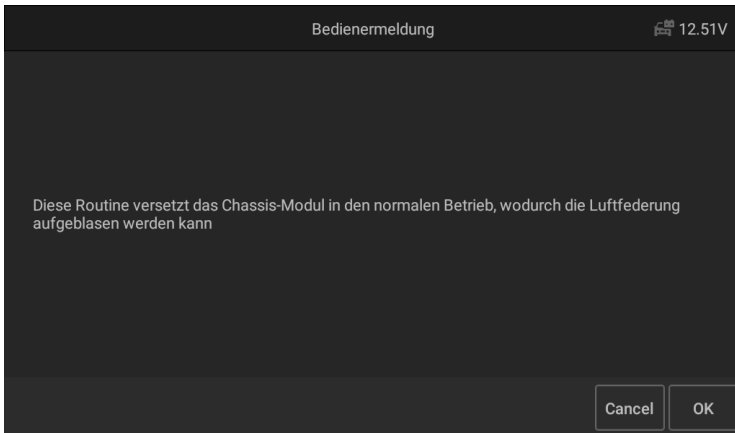 Bedienermeldung
12.51V
Diese Routine versetzt das Chassis-Modul in den normalen Betrieb, wodurch die Luftfederung
aufgeblasen werden kann
Cancel
OK